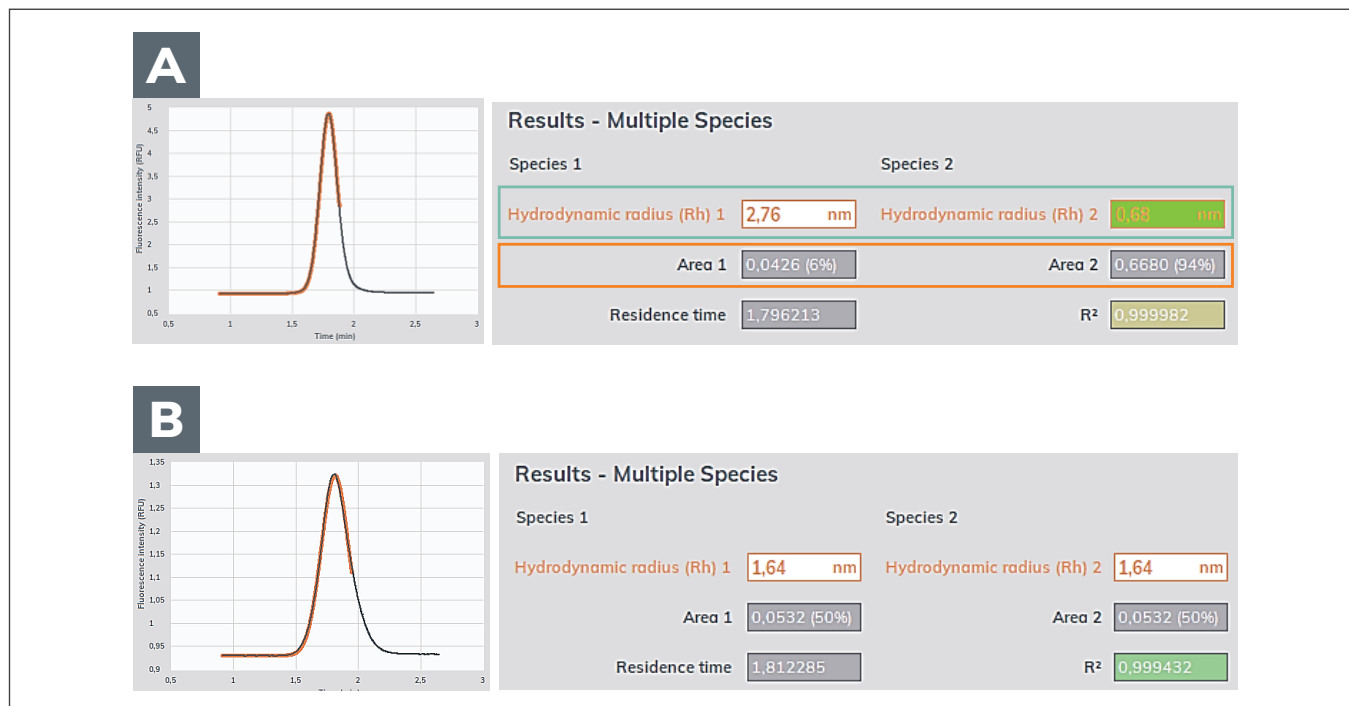 A
Fluorescence intensity (RFU)
5
4,5
4
3,5
3
2,5
2
1,5
1
0,5
0,5 1 1,5 2 2,5 3
Time (min)
Results - Multiple Species
Species 1 Species 2
Hydrodynamic radius (Rh) 1 2,76 nm Hydrodynamic radius (Rh) 2 0,68 nm
Area 1 0,0426 (6%) Area 2 0,6680 (94%)
Residence time 1,796213 R² 0,999982
B
Fluorescence intensity (RFU)
1,35
1,3
1,25
1,2
1,15
1,1
1,05
1
0,95
0,9
0,5 1 1,5 2 2,5 3
Results - Multiple Species
Species 1 Species 2
Hydrodynamic radius (Rh) 1 1,64 nm Hydrodynamic radius (Rh) 2 1,64 nm
Area 1 0,0532 (50%) Area 2 0,0532 (50%)
Residence time 1,812285 R² 0,999432